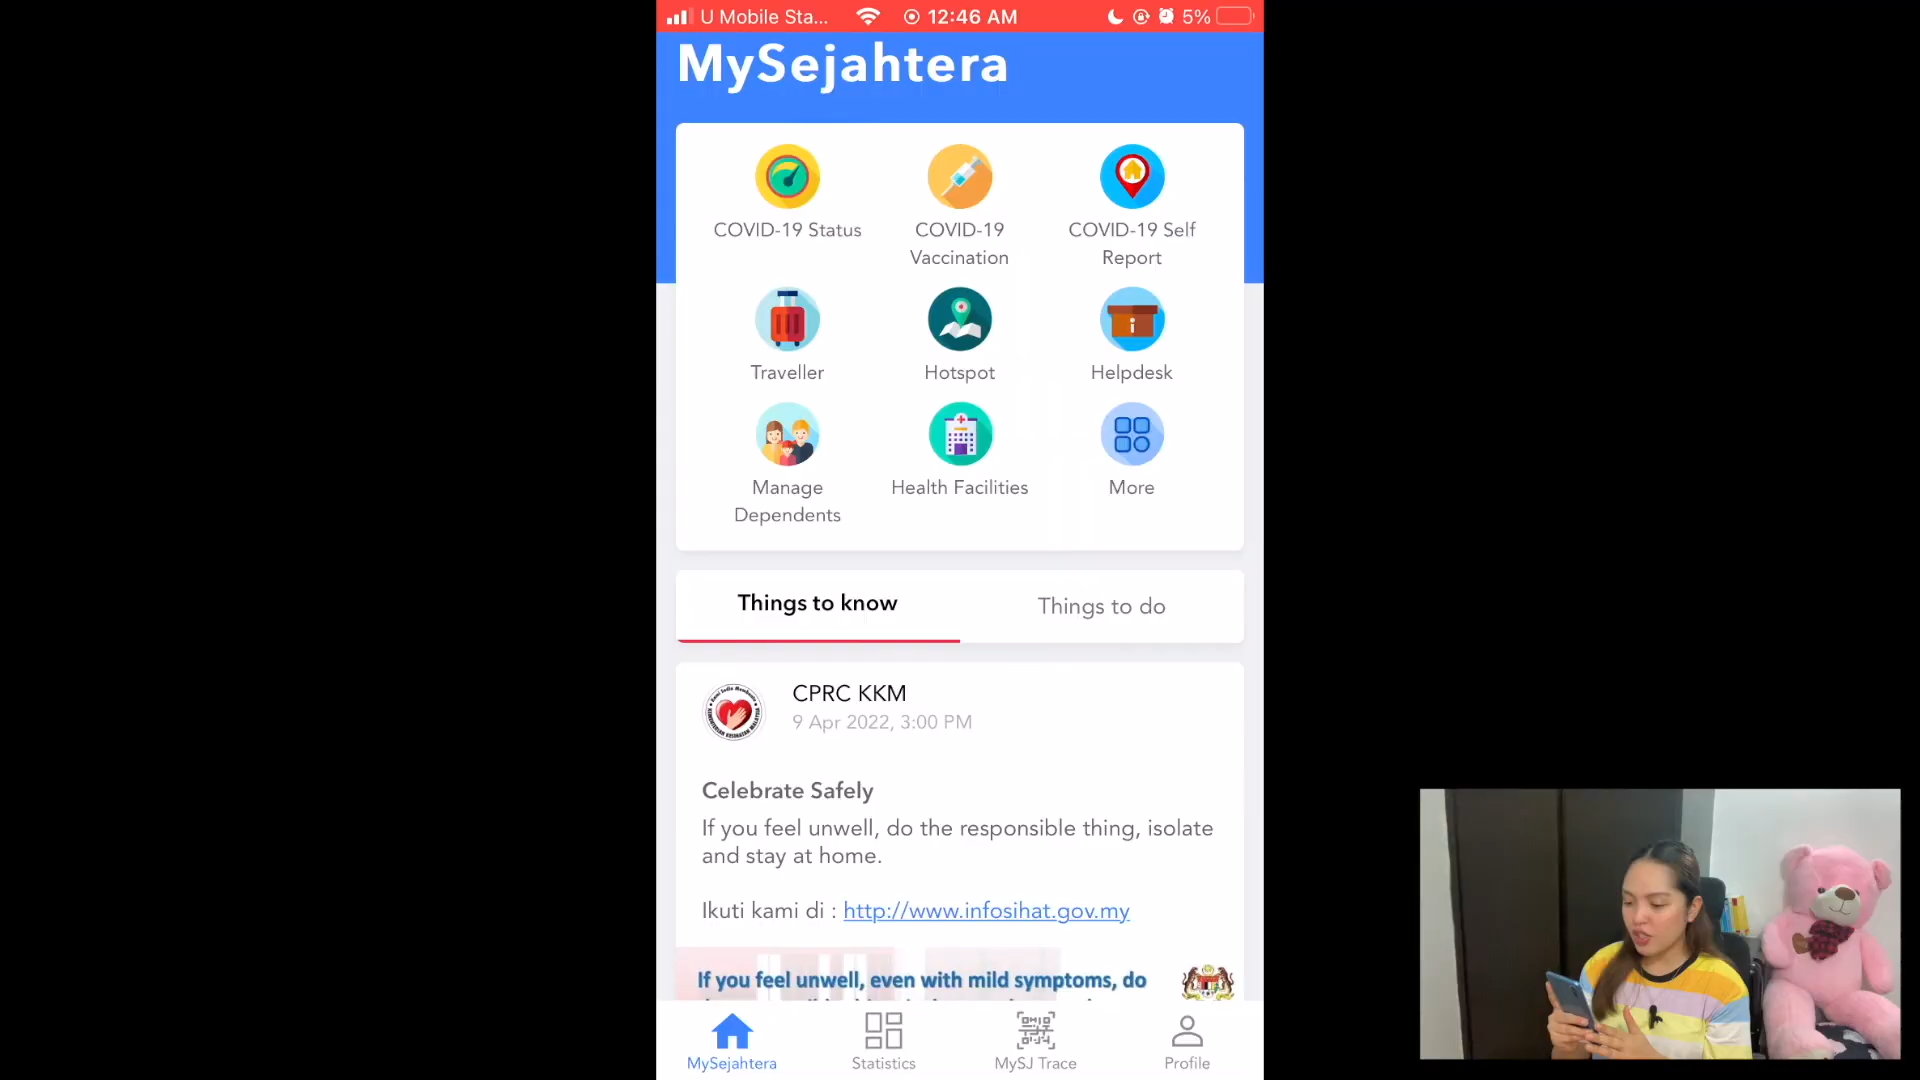 U Mobile Sta... 12:46 AM 5%
MySejahtera
COVID-19 Status
COVID-19
Vaccination
COVID-19 Self
Report
Traveller
Hotspot
Helpdesk
Manage
Dependents
Health Facilities
More
Things to know
Things to do
CPRC KKM
9 Apr 2022, 3:00 PM
Celebrate Safely
If you feel unwell, do the responsible thing, isolate
and stay at home.
Ikuti kami di : http://www.infosihat.gov.my
If you feel unwell, even with mild symptoms, do
MySejahtera
Statistics
MySJ Trace
Profile